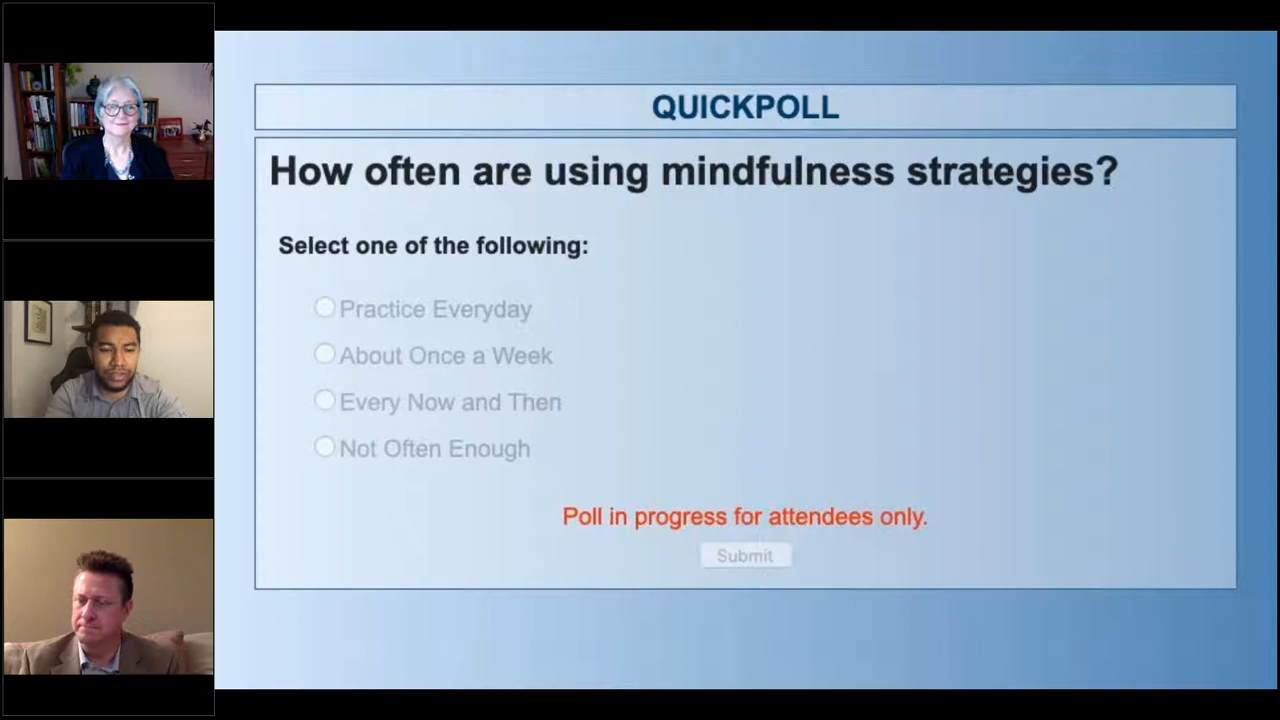 QUICKPOLL
How often are using mindfulness strategies?
Select one of the following:
Practice Everyday
About Once a Week
Every Now and Then
Not Often Enough
Poll in progress for attendees only.
Submit